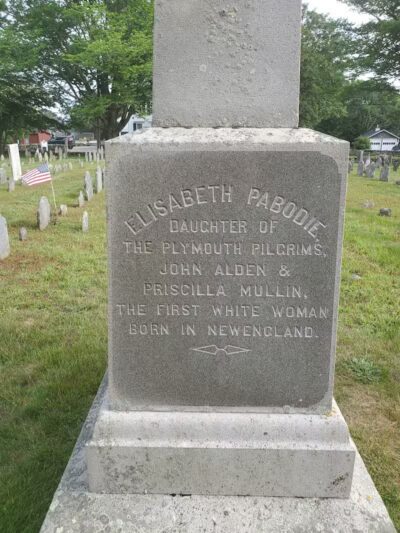 ELISABETH PABODIE
DAUGHTER OF
THE PLYMOUTH PILGRIMS,
JOHN ALDEN &
PRISCILLA MULLIN,
THE FIRST WHITE WOMAN
BORN IN NEWENGLAND.